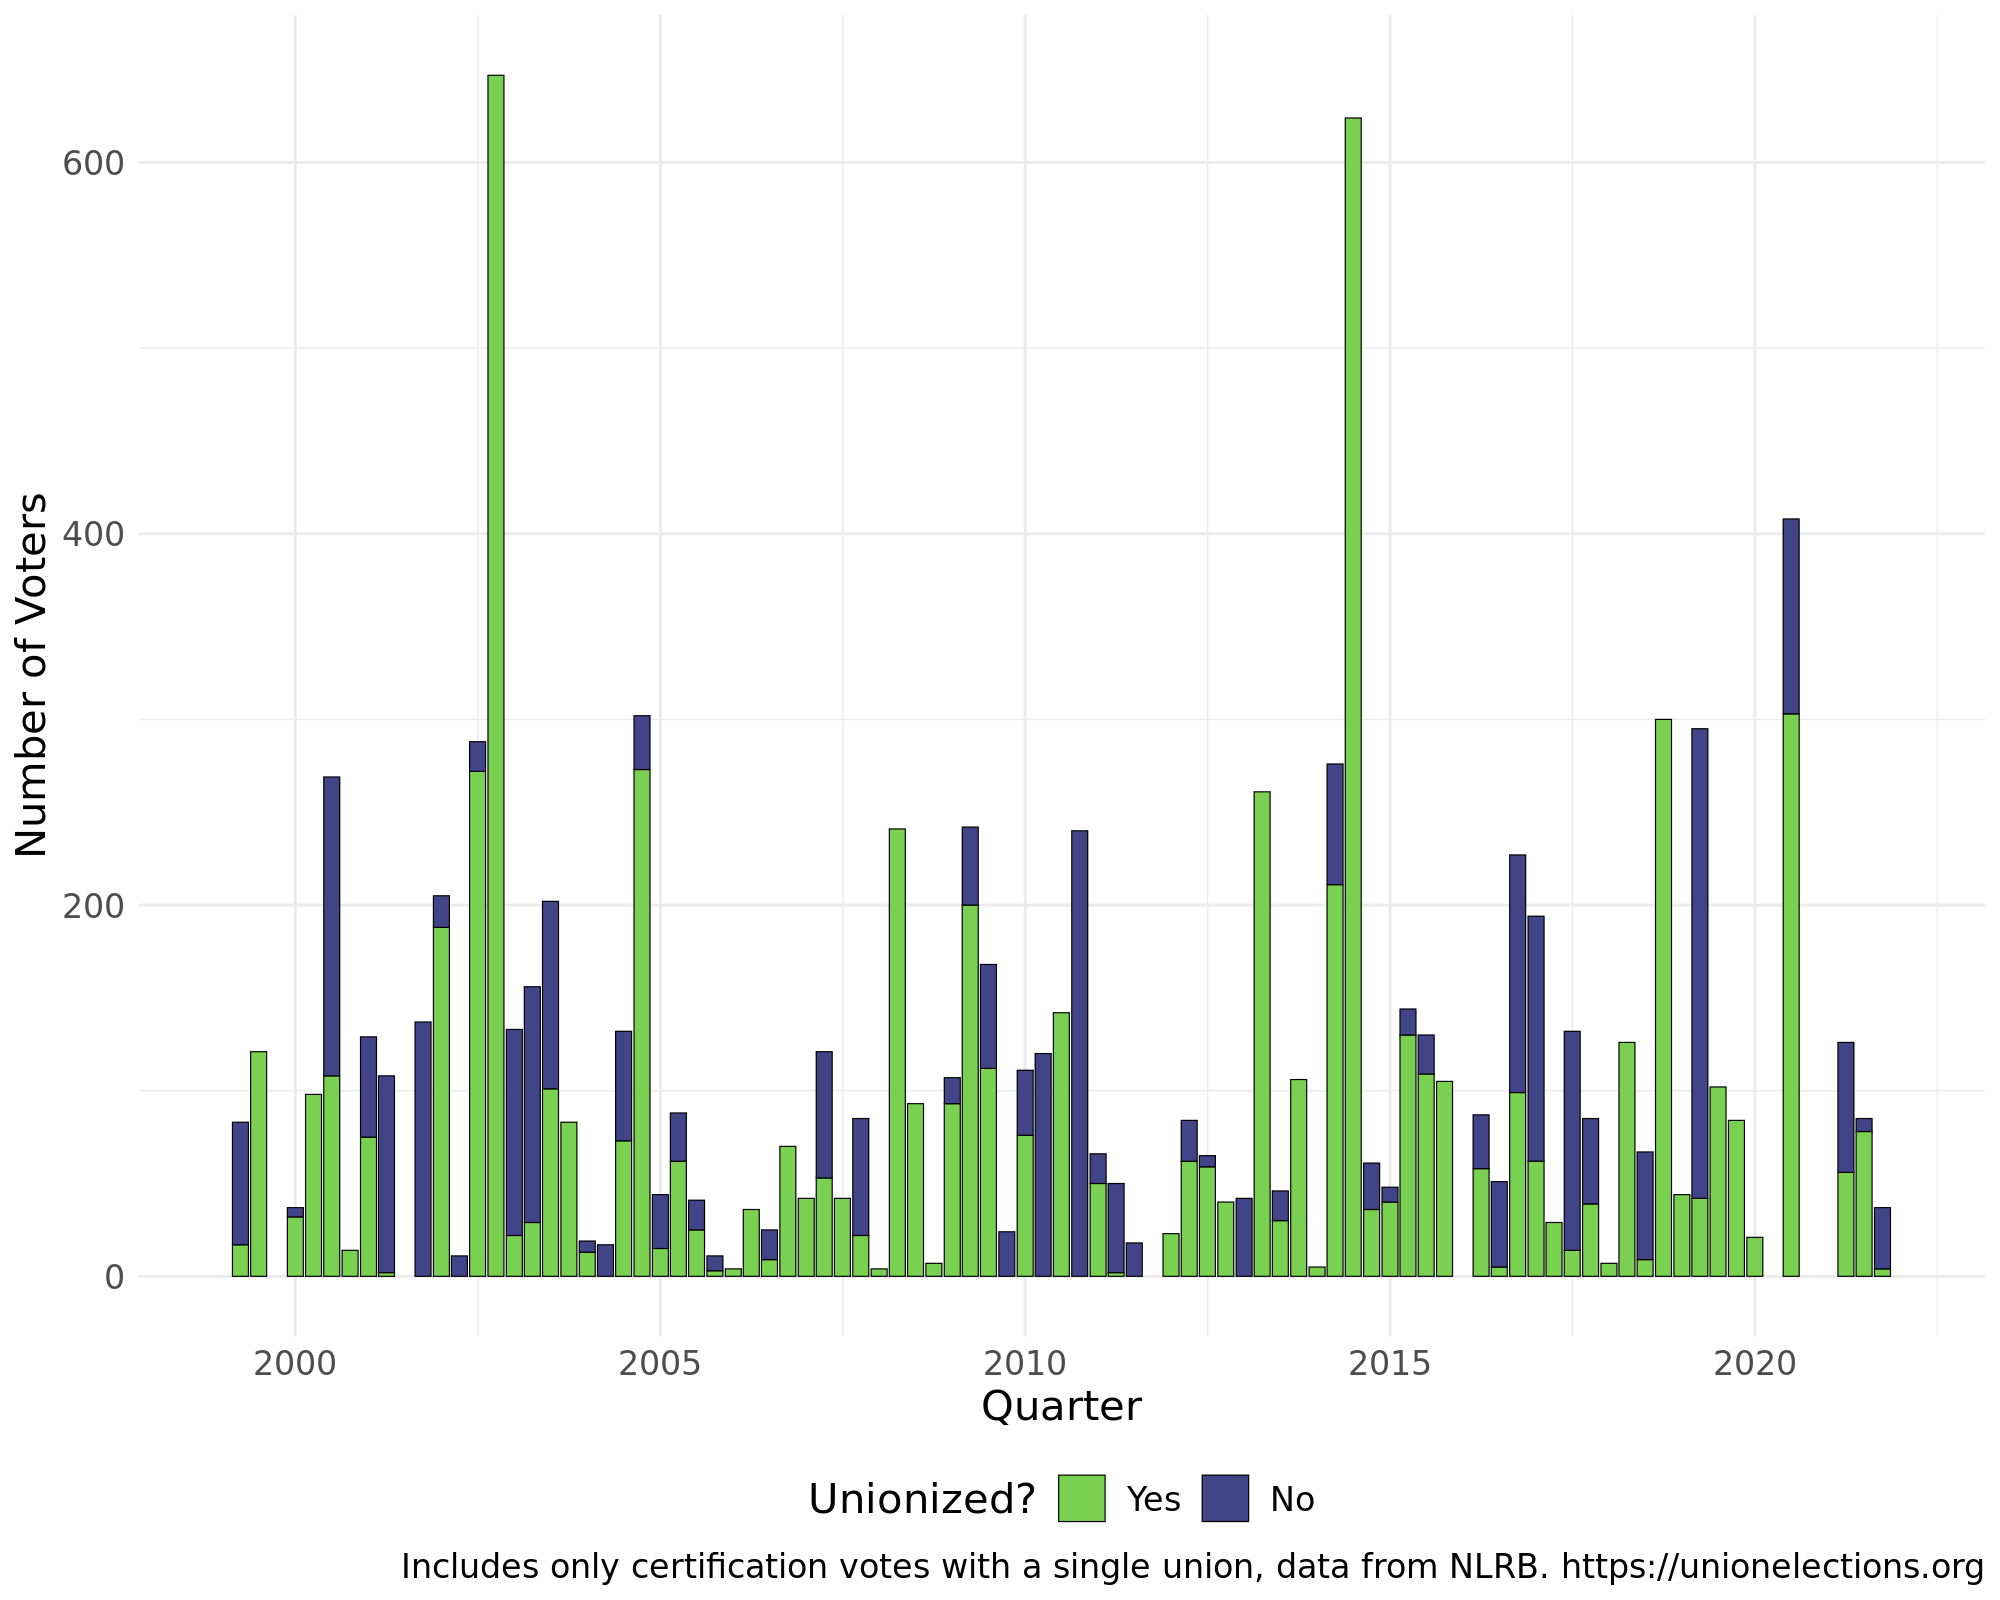 Number of Voters
600
400
200
0
2000 2005 2010 2015 2020
Quarter
Unionized? Yes No
Includes only certification votes with a single union, data from NLRB. https://unionelections.org